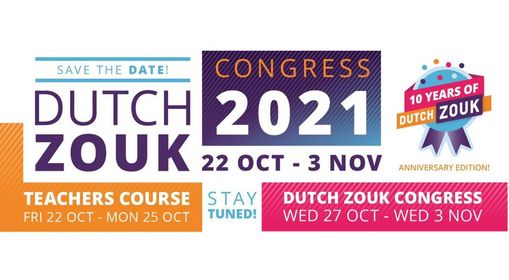 SAVE THE DATE!
DUTCH
ZOUK
CONGRESS
2021
22 OCT - 3 NOV
10 YEARS OF
DUTCH ZOUK
ANNIVERSARY EDITION!
TEACHERS COURSE
FRI 22 OCT - MON 25 OCT
STAY
TUNED!
DUTCH ZOUK CONGRESS
WED 27 OCT - WED 3 NOV